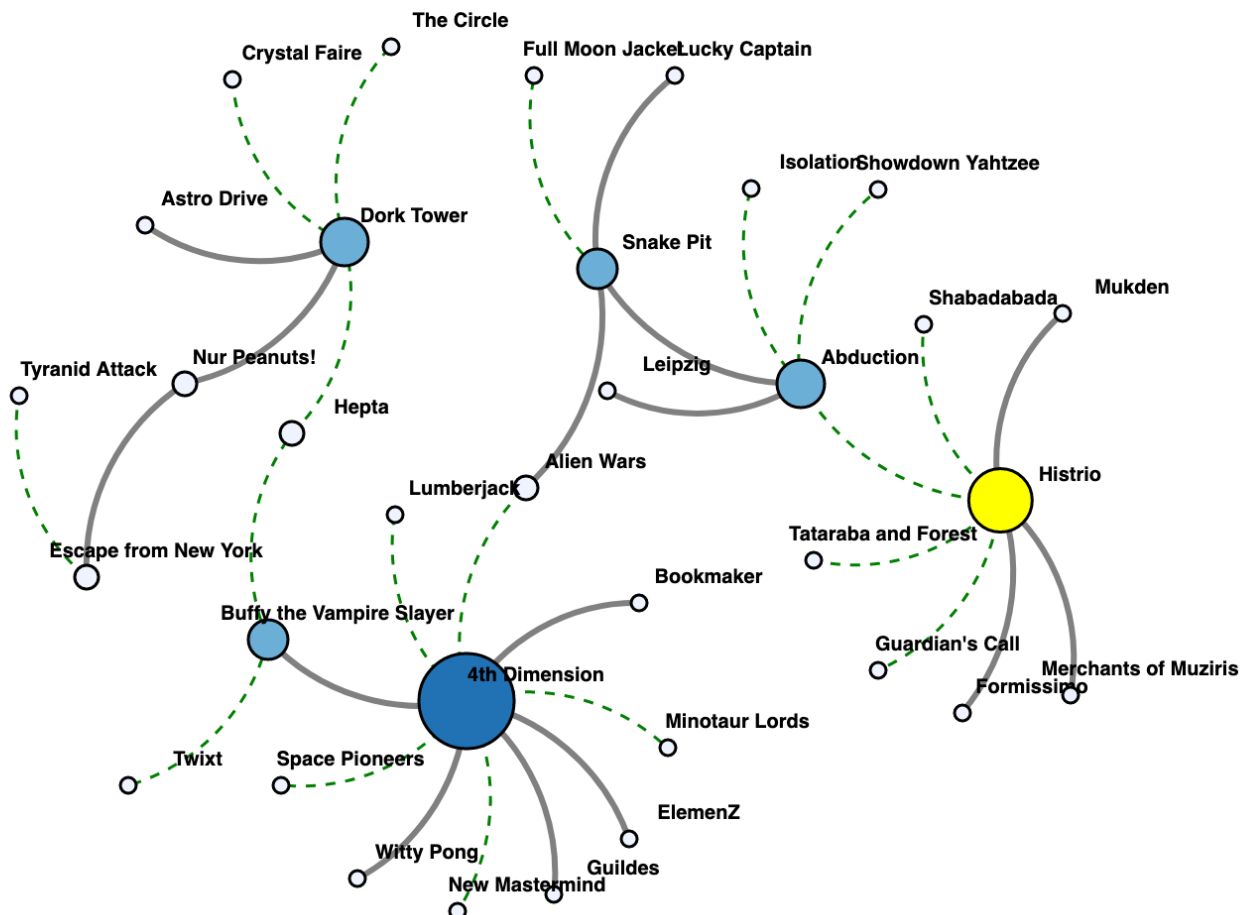 The Circle
Crystal Faire
Full Moon Jacket
Lucky Captain
Isolation
Showdown Yahtzee
Astro Drive
Dork Tower
Snake Pit
Mukden
Shabadabada
Nur Peanuts!
Abduction
Tyranid Attack
Leipzig
Hepta
Alien Wars
Histrio
Lumberjack
Tataraba and Forest
Escape from New York
Bookmaker
Buffy the Vampire Slayer
Guardian's Call
4th Dimension
Merchants of Muziris
Formissimo
Minotaur Lords
Twixt
Space Pioneers
ElemenZ
Witty Pong
Guildes
New Mastermind